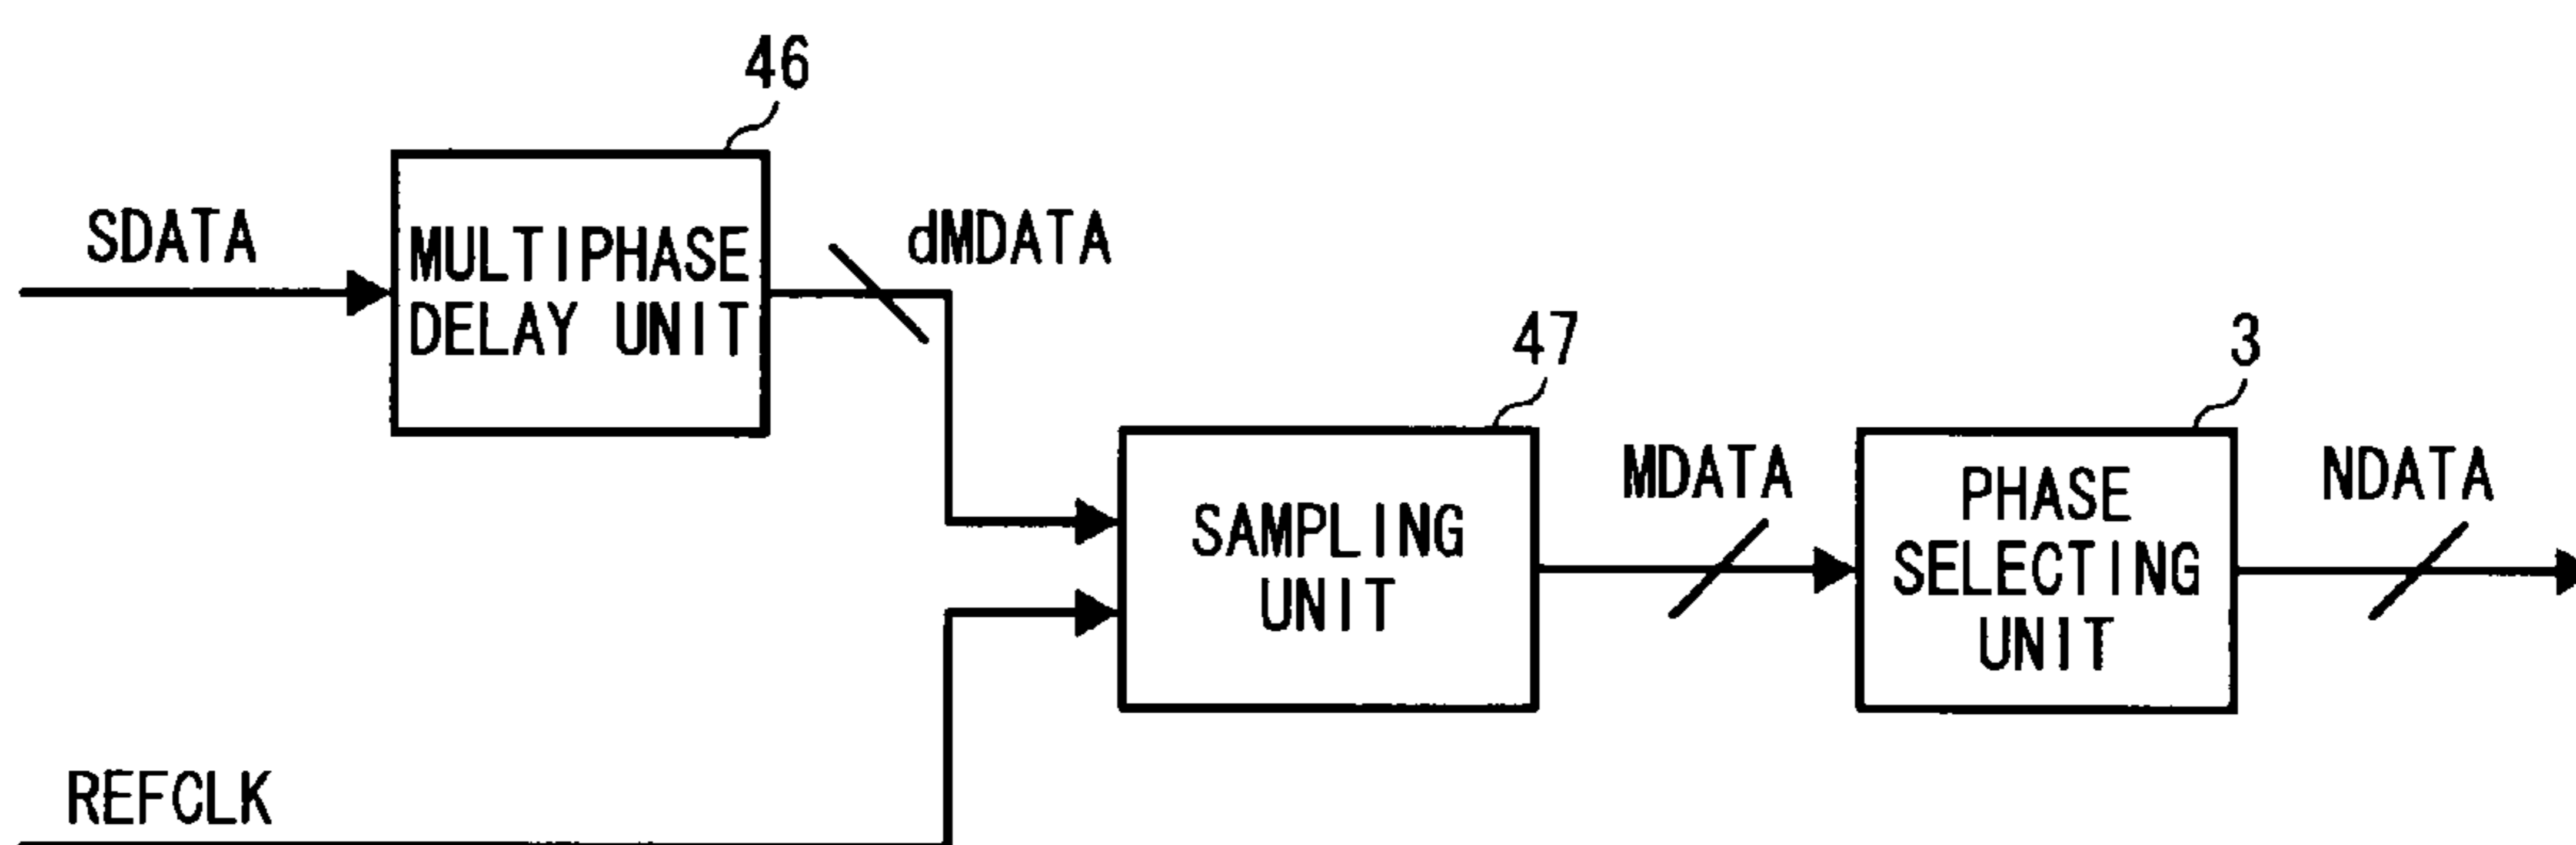 46
SDATA
MULTIPHASE
DELAY UNIT
dMDATA
47
3
SAMPLING
UNIT
MDATA
PHASE
SELECTING
UNIT
NDATA
REFCLK